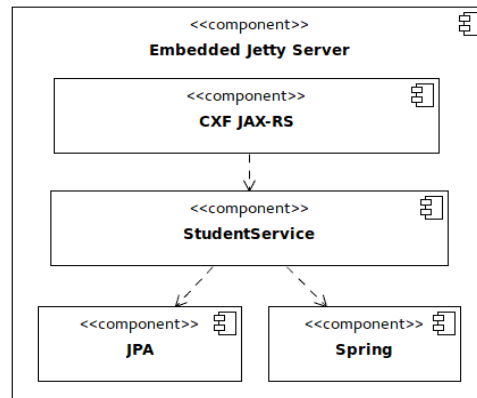 <<component>>
Embedded Jetty Server
<<component>>
CXF JAX-RS
<<component>>
StudentService
<<component>>
JPA
<<component>>
Spring